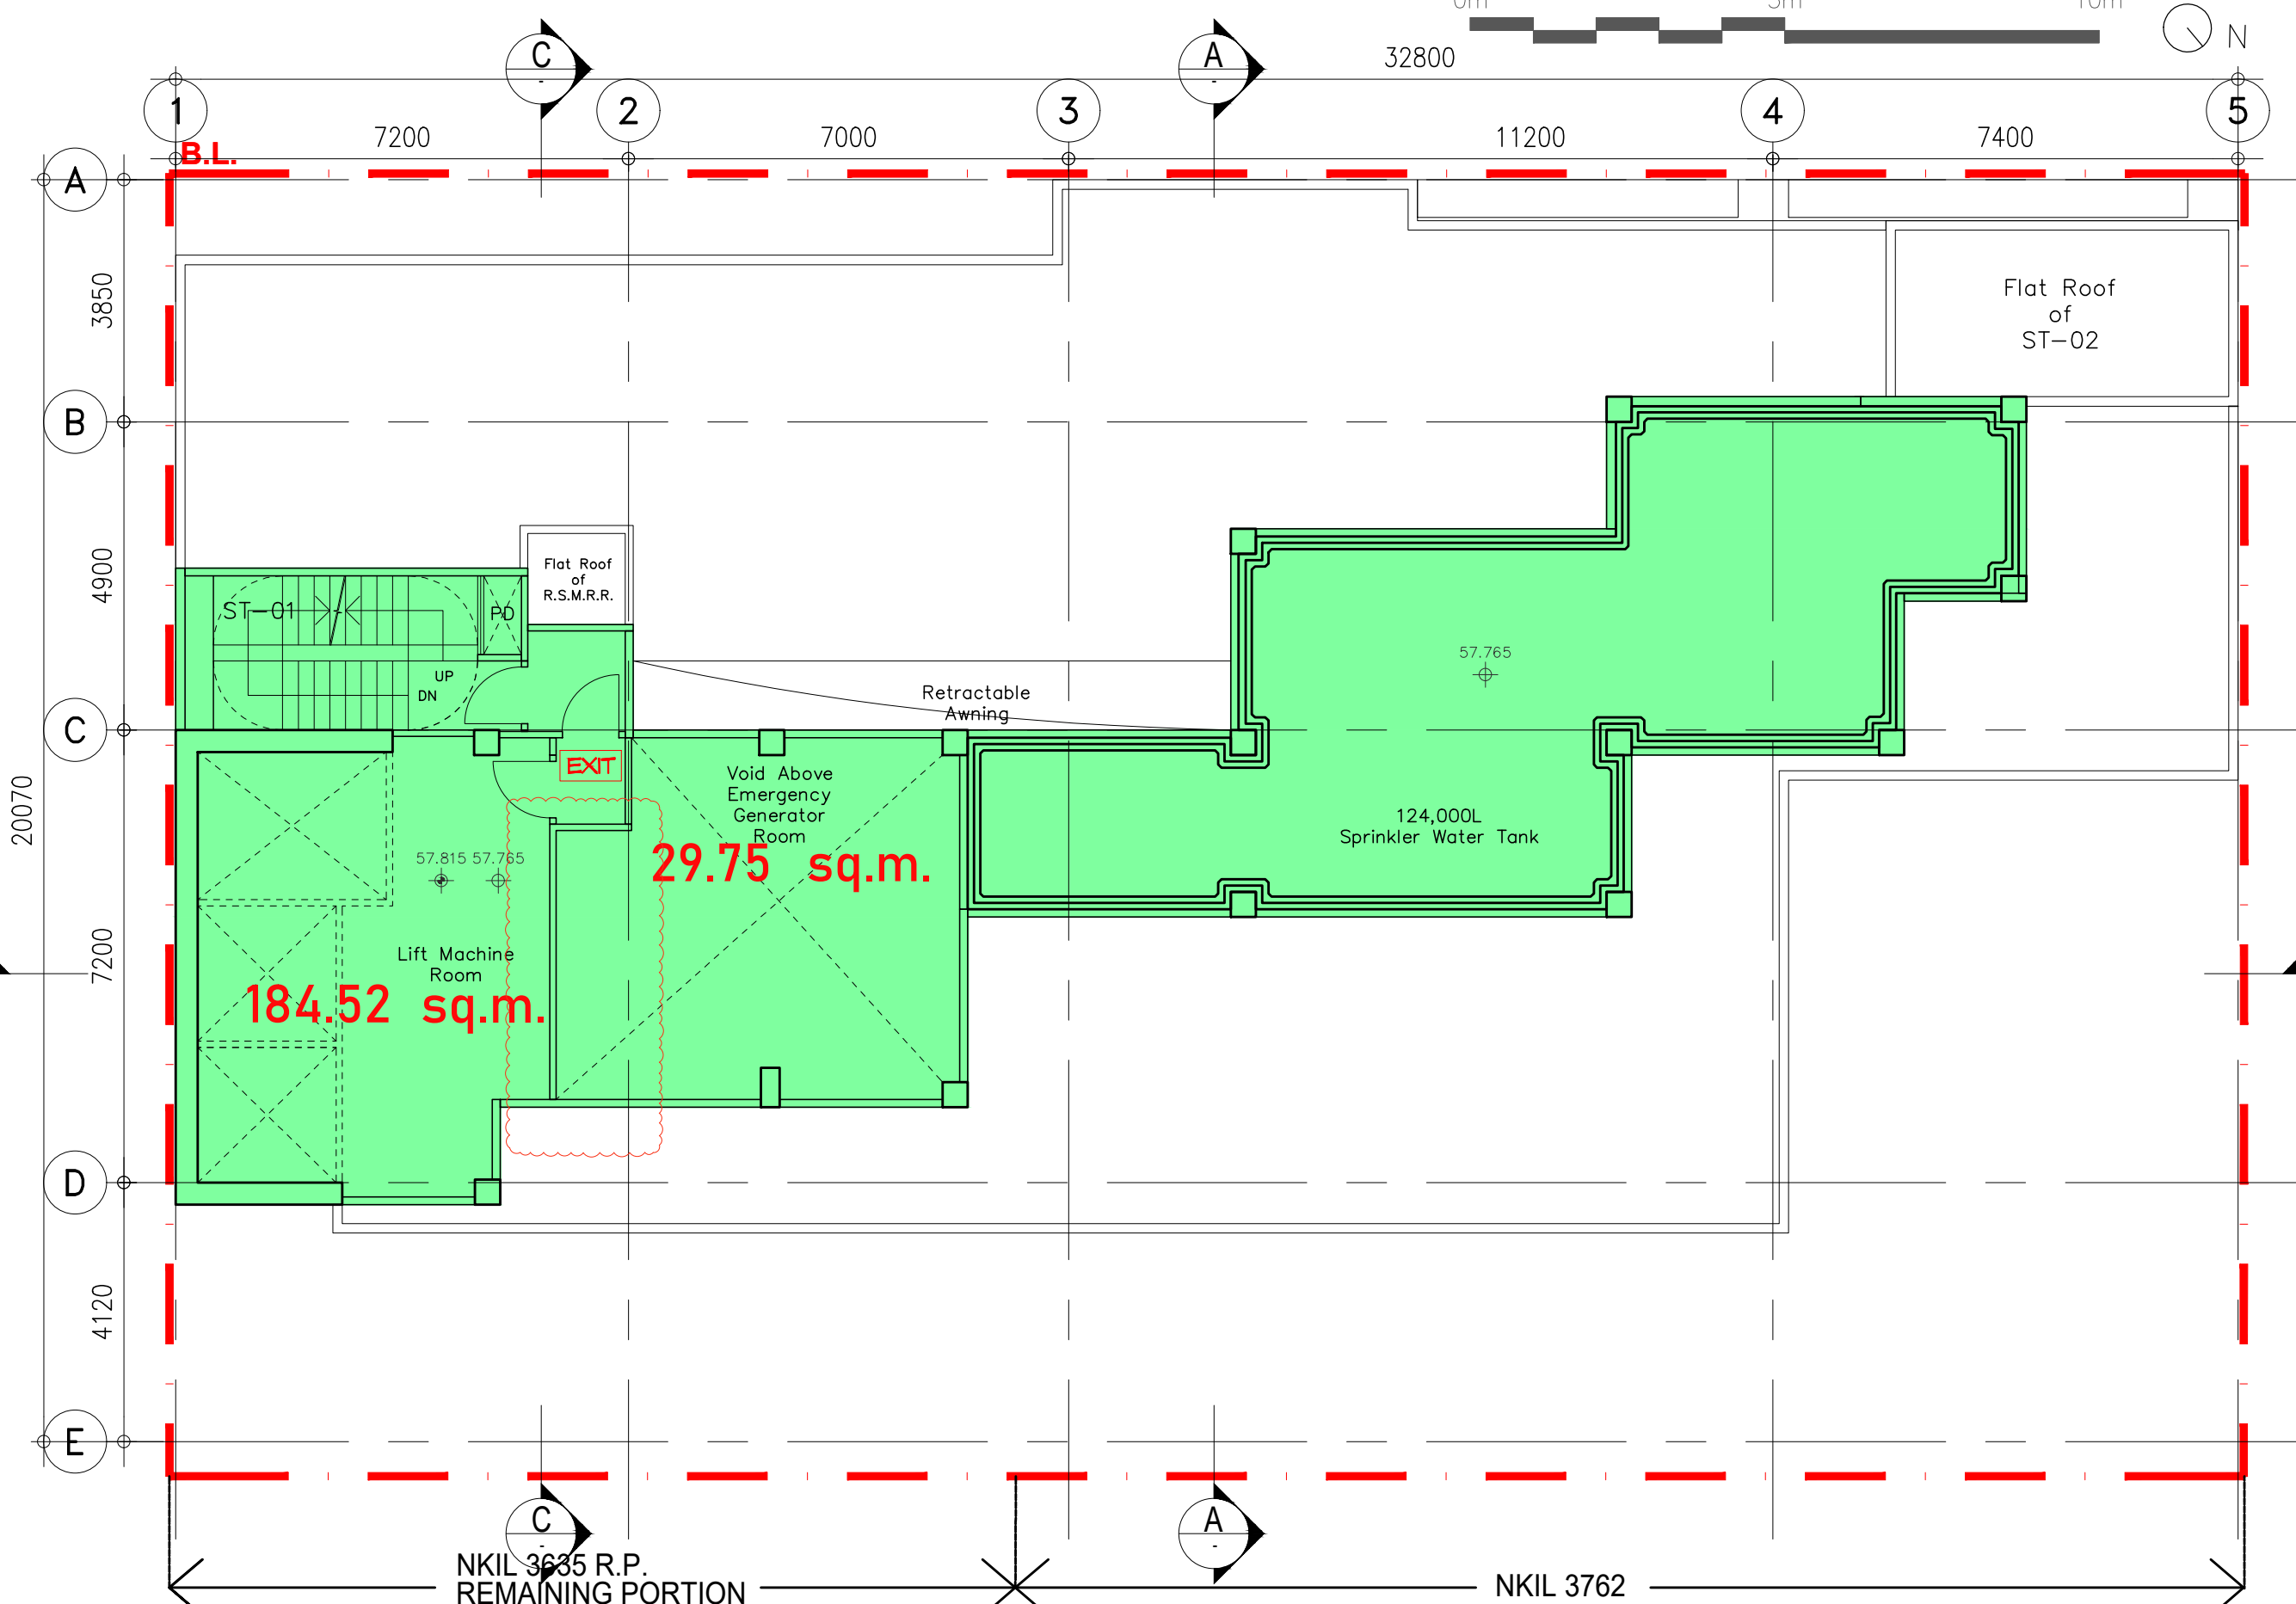 0m 5m 10m
N
C
-
A
-
32800
1
2
3
4
5
7200
7000
11200
7400
B.L.
A
B
C
D
E
3850
4900
7200
4120
20070
Flat Roof
of
ST-02
Flat Roof
of
R.S.M.R.R.
ST-01
PD
UP
DN
57.765
Retractable
Awning
EXIT
Void Above
Emergency
Generator
Room
29.75 sq.m.
124,000L
Sprinkler Water Tank
57.815 57.765
Lift Machine
Room
184.52 sq.m.
C
-
A
-
NKIL 3635 R.P.
REMAINING PORTION
NKIL 3762